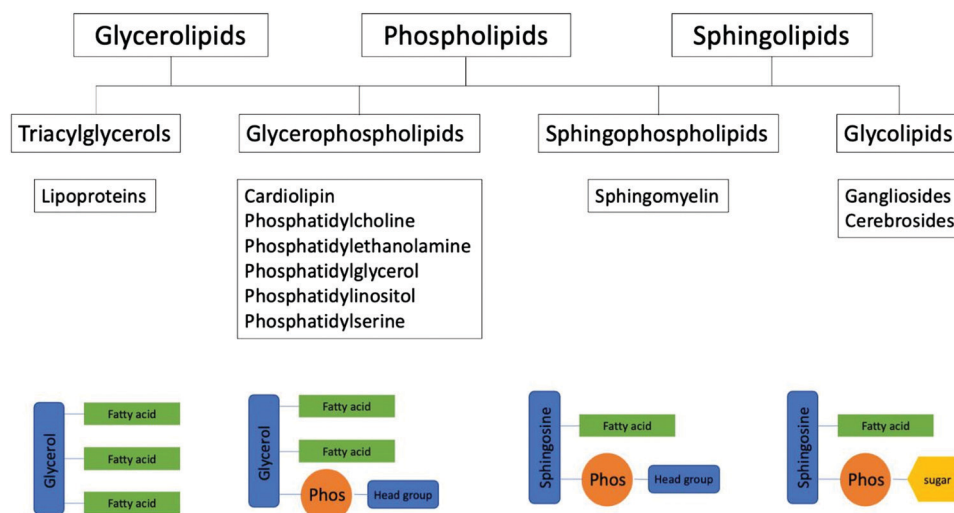 Glycerolipids
Phospholipids
Sphingolipids
Triacylglycerols
Glycerophospholipids
Sphingophospholipids
Glycolipids
Lipoproteins
Cardiolipin
Phosphatidylcholine
Phosphatidylethanolamine
Phosphatidylglycerol
Phosphatidylinositol
Phosphatidylserine
Sphingomyelin
Gangliosides
Cerebrosides
Glycerol
Fatty acid
Fatty acid
Fatty acid
Glycerol
Fatty acid
Fatty acid
Phos
Head group
Sphingosine
Fatty acid
Phos
Head group
Sphingosine
Fatty acid
Phos
sugar